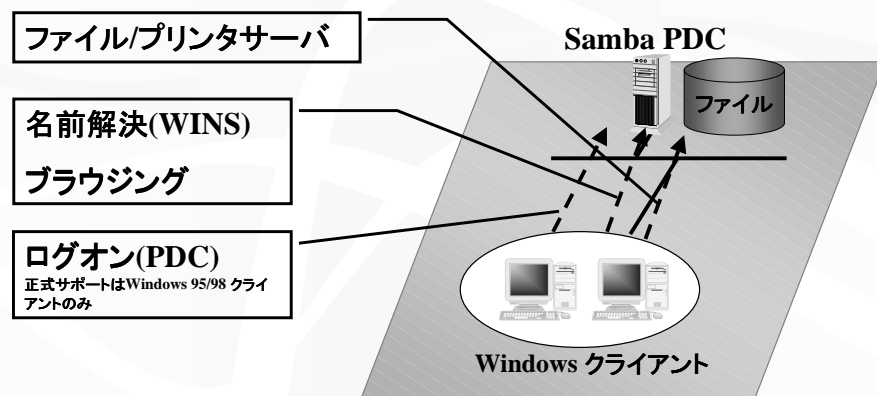 ファイル/プリンタサーバ
名前解決(WINS)
ブラウジング
ログオン(PDC)
正式サポートはWindows 95/98 クライ
アントのみ
Samba PDC
ファイル
Windows クライアント